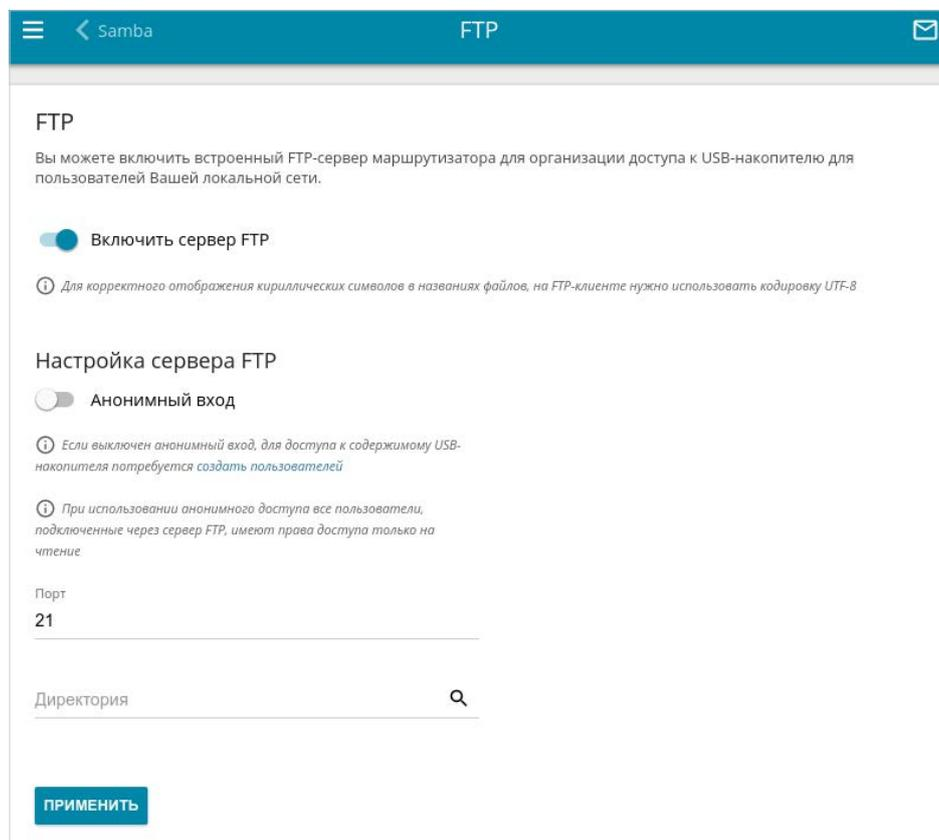 Samba
FTP
FTP
Вы можете включить встроенный FTP-сервер маршрутизатора для организации доступа к USB-накопителю для
пользователей Вашей локальной сети.
Включить сервер FTP
Для корректного отображения кириллических символов в названиях файлов, на FTP-клиенте нужно использовать кодировку UTF-8
Настройка сервера FTP
Анонимный вход
Если выключен анонимный вход, для доступа к содержимому USB-
накопителя потребуется создать пользователей
При использовании анонимного доступа все пользователи,
подключенные через сервер FTP, имеют права доступа только на
чтение
Порт
21
Директория
ПРИМЕНИТЬ